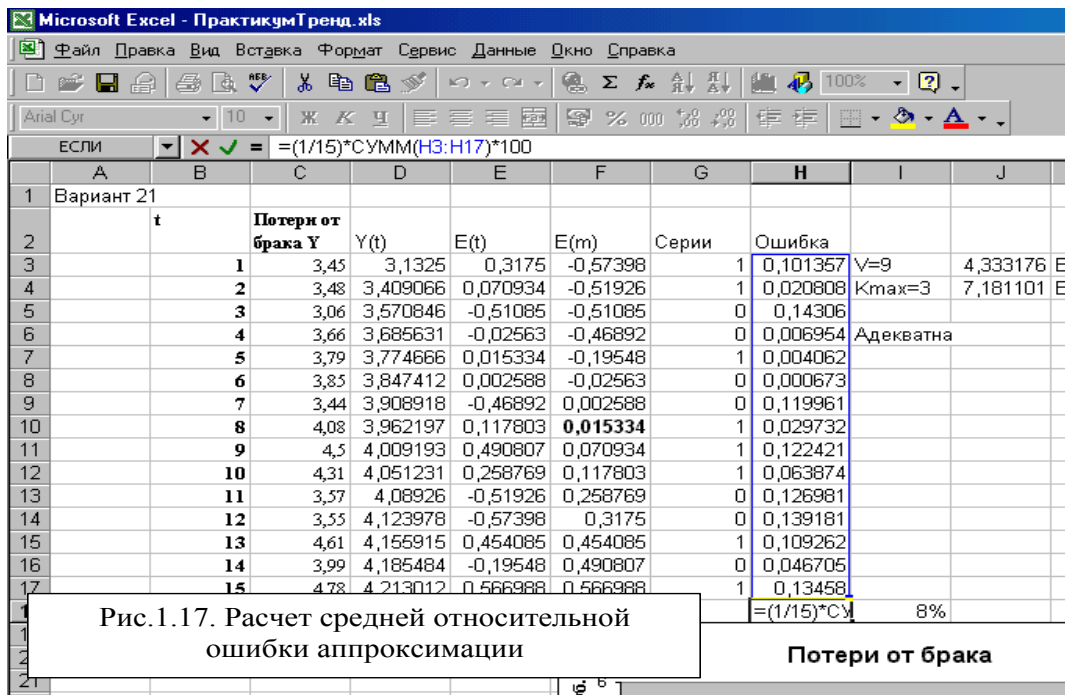 Microsoft Excel - ПрактикумТренд.xls
Файл Правка Вид Вставка Формат Сервис Данные Окно Справка
100%
Arial Cyr 10 Ж К Ч % 000
ЕСЛИ = =(1/15)*СУММ(H3:H17)*100
A B C D E F G H I J
1 Вариант 21
t Потери от
2 брака Y Y(t) E(t) E(m) Серии Ошибка
3 1 3,45 3,1325 0,3175 -0,57398 1 0,101357 V=9 4,333176 E
4 2 3,48 3,409066 0,070934 -0,51926 1 0,020808 Kmax=3 7,181101 E
5 3 3,06 3,570846 -0,51085 -0,51085 0 0,14306
6 4 3,66 3,685631 -0,02563 -0,46892 0 0,006954 Адекватна
7 5 3,79 3,774666 0,015334 -0,19548 1 0,004062
8 6 3,85 3,847412 0,002588 -0,02563 0 0,000673
9 7 3,44 3,908918 -0,46892 0,002588 0 0,119961
10 8 4,08 3,962197 0,117803 0,015334 1 0,029732
11 9 4,5 4,009193 0,490807 0,070934 1 0,122421
12 10 4,31 4,051231 0,258769 0,117803 1 0,063874
13 11 3,57 4,08926 -0,51926 0,258769 0 0,126981
14 12 3,55 4,123978 -0,57398 0,3175 0 0,139181
15 13 4,61 4,155915 0,454085 0,454085 1 0,109262
16 14 3,99 4,185484 -0,19548 0,490807 0 0,046705
17 15 4,78 4,213012 0,566988 0,566988 1 0,13458
=(1/15)*СУ 8%
Рис.1.17. Расчет средней относительной
ошибки аппроксимации
Потери от брака
21 6